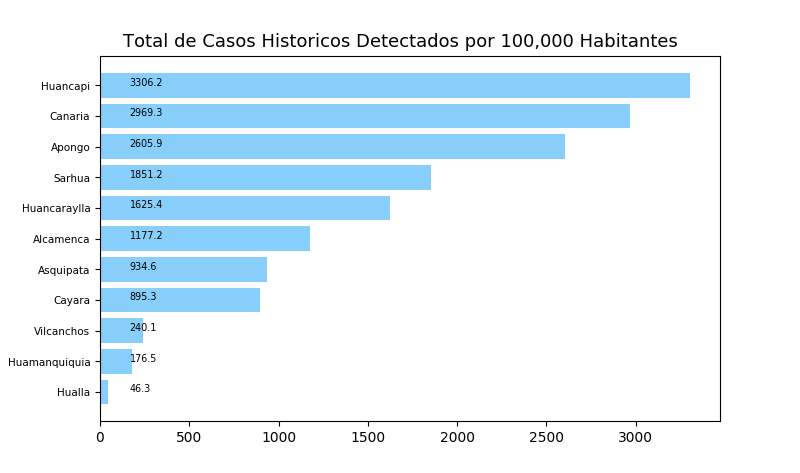 Total de Casos Historicos Detectados por 100,000 Habitantes
Huancapi 3306.2
Canaria 2969.3
Apongo 2605.9
Sarhua 1851.2
Huancaraylla 1625.4
Alcamenca 1177.2
Asquipata 934.6
Cayara 895.3
Vilcanchos 240.1
Huamanquiquia 176.5
Hualla 46.3
0 500 1000 1500 2000 2500 3000